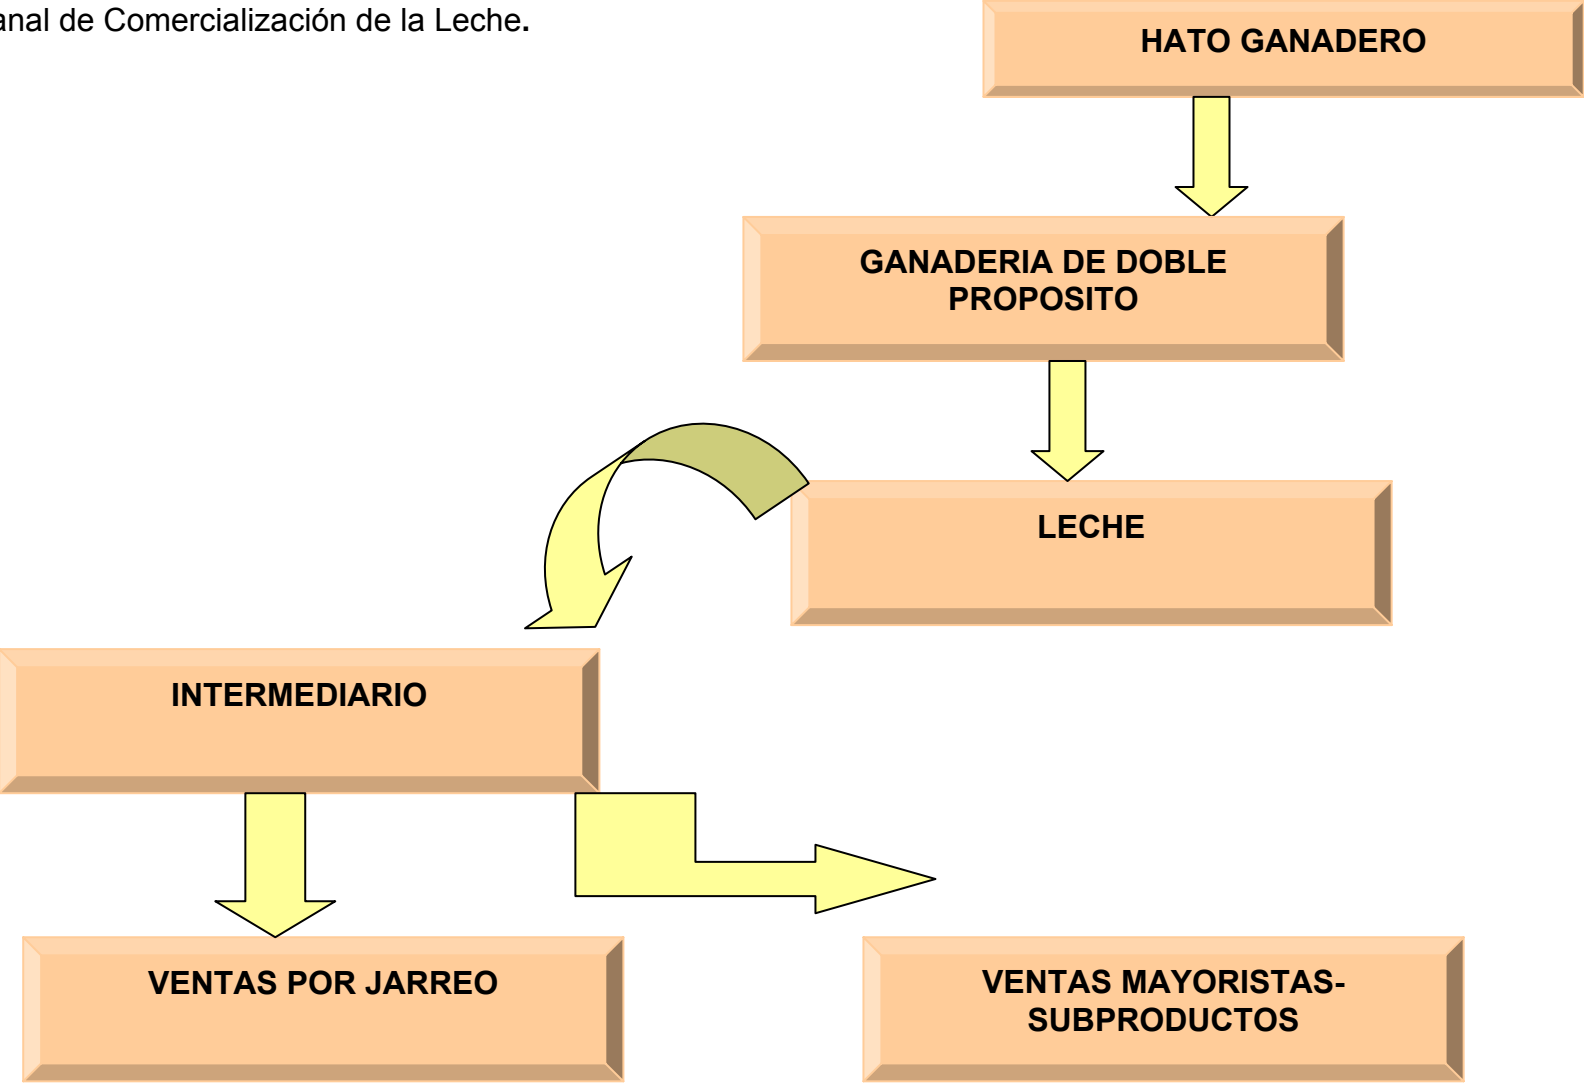 anal de Comercialización de la Leche.
HATO GANADERO
GANADERIA DE DOBLE
PROPOSITO
LECHE
INTERMEDIARIO
VENTAS POR JARREO
VENTAS MAYORISTAS-
SUBPRODUCTOS